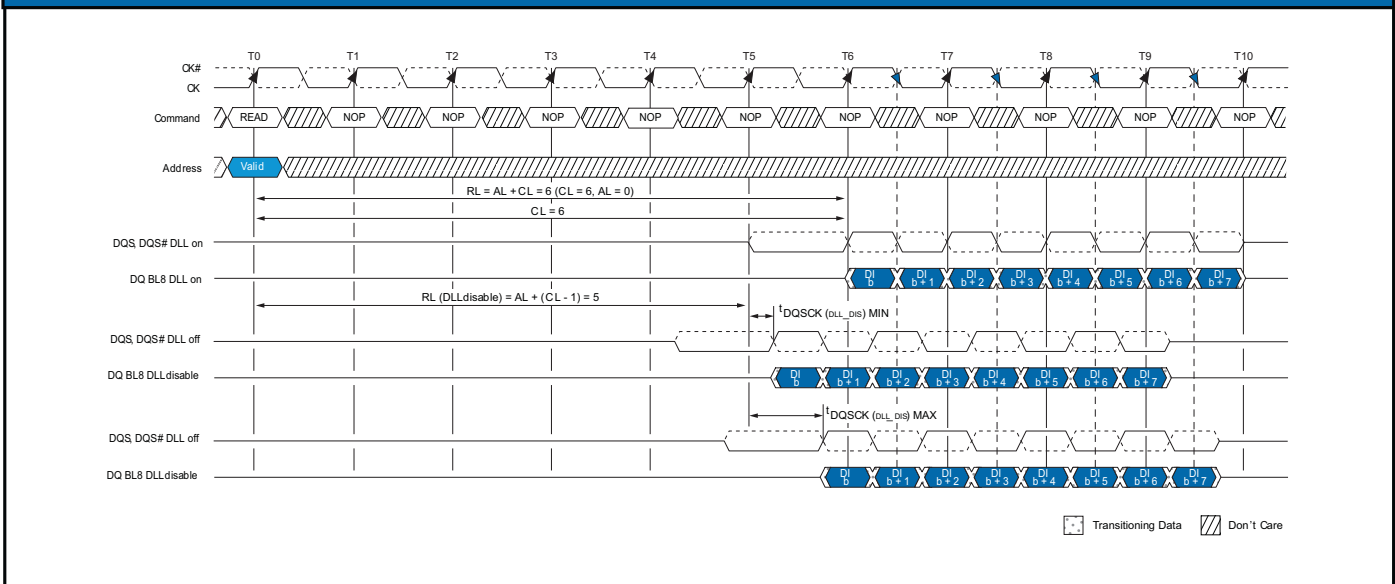 T0 T1 T2 T3 T4 T5 T6 T7 T8 T9 T10
CK#
CK
Command READ NOP NOP NOP NOP NOP NOP NOP NOP NOP NOP
Address Valid
RL = AL + CL = 6 (CL = 6, AL = 0)
CL = 6
DQS, DQS# DLL on
DQ BL8 DLL on DI b DI b + 1 DI b + 2 DI b + 3 DI b + 4 DI b + 5 DI b + 6 DI b + 7
RL (DLLdisable) = AL + (CL - 1) = 5
tDQSCK (DLL_DIS) MIN
DQS, DQS# DLL off
DQ BL8 DLLdisable DI b DI b + 1 DI b + 2 DI b + 3 DI b + 4 DI b + 5 DI b + 6 DI b + 7
tDQSCK (DLL_DIS) MAX
DQS, DQS# DLL off
DQ BL8 DLLdisable DI b DI b + 1 DI b + 2 DI b + 3 DI b + 4 DI b + 5 DI b + 6 DI b + 7
Transitioning Data Don't Care